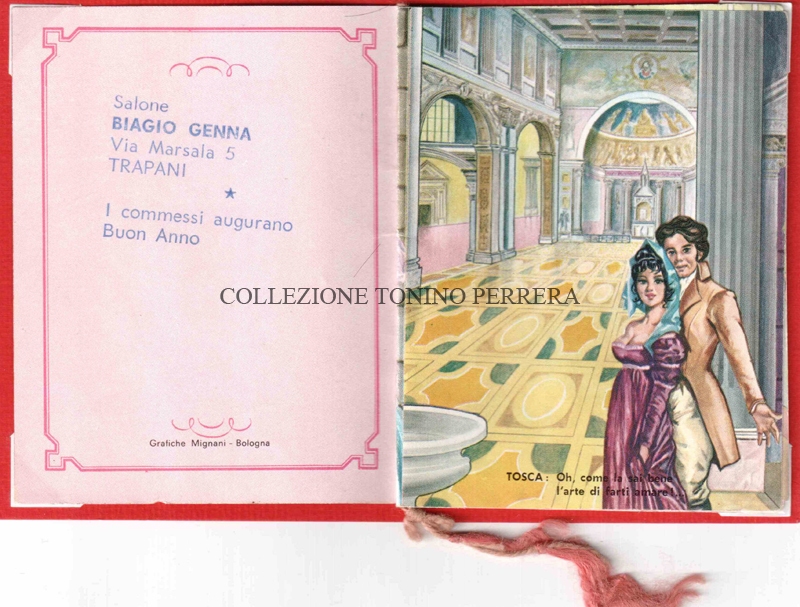 Salone
BIAGIO GENNA
Via Marsala 5
TRAPANI
I commessi augurano
Buon Anno
Grafiche Mignani - Bologna
COLLEZIONE TONINO PERRERA
TOSCA: Oh, come la sai bene
l'arte di farti amare!...